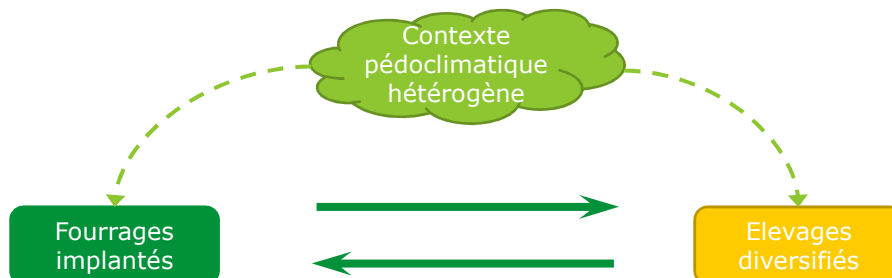 Contexte
pédoclimatique
hétérogène
Fourrages
implantés
Elevages
diversifiés